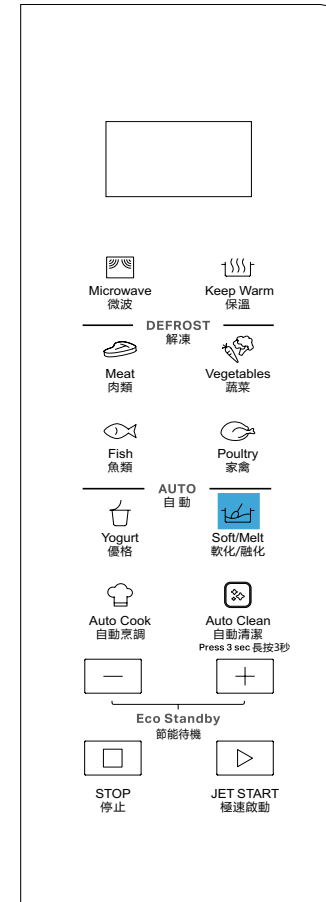 Microwave
微波
Keep Warm
保溫
DEFROST
解凍
Meat
肉類
Vegetables
蔬菜
Fish
魚類
Poultry
家禽
AUTO
自動
Yogurt
優格
Soft/Melt
軟化/融化
Auto Cook
自動烹調
Auto Clean
自動清潔
Press 3 sec 長按3秒
Eco Standby
節能待機
STOP
停止
JET START
極速啟動